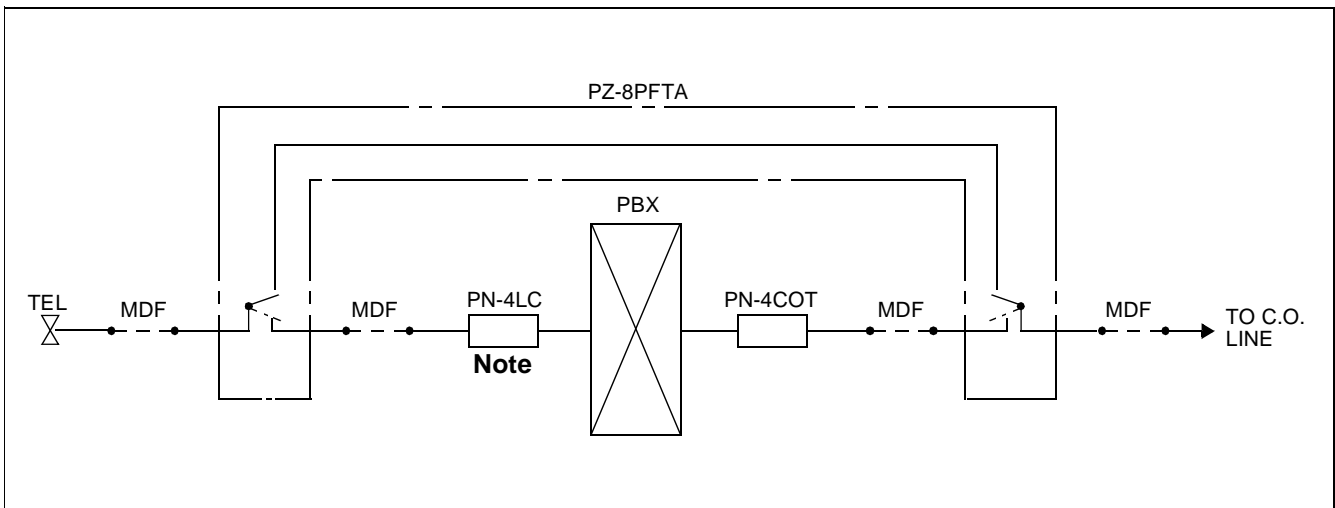 PZ-8PFTA
PBX
TEL
MDF
MDF
PN-4LC
Note
PN-4COT
MDF
MDF
TO C.O.
LINE